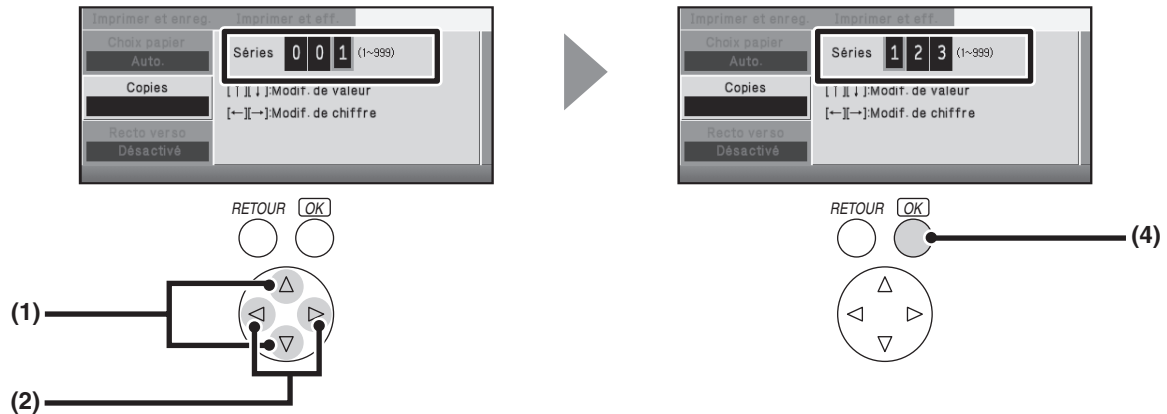 Imprimer et enreg. Imprimer et eff.
Choix papier
Auto.
Séries 0 0 1 (1~999)
Copies
[↑][↓]:Modif. de valeur
[←][→]:Modif. de chiffre
Recto verso
Désactivé
RETOUR OK
(1)
(2)
Imprimer et enreg. Imprimer et eff.
Choix papier
Auto.
Séries 1 2 3 (1~999)
Copies
[↑][↓]:Modif. de valeur
[←][→]:Modif. de chiffre
Recto verso
Désactivé
RETOUR OK
(4)